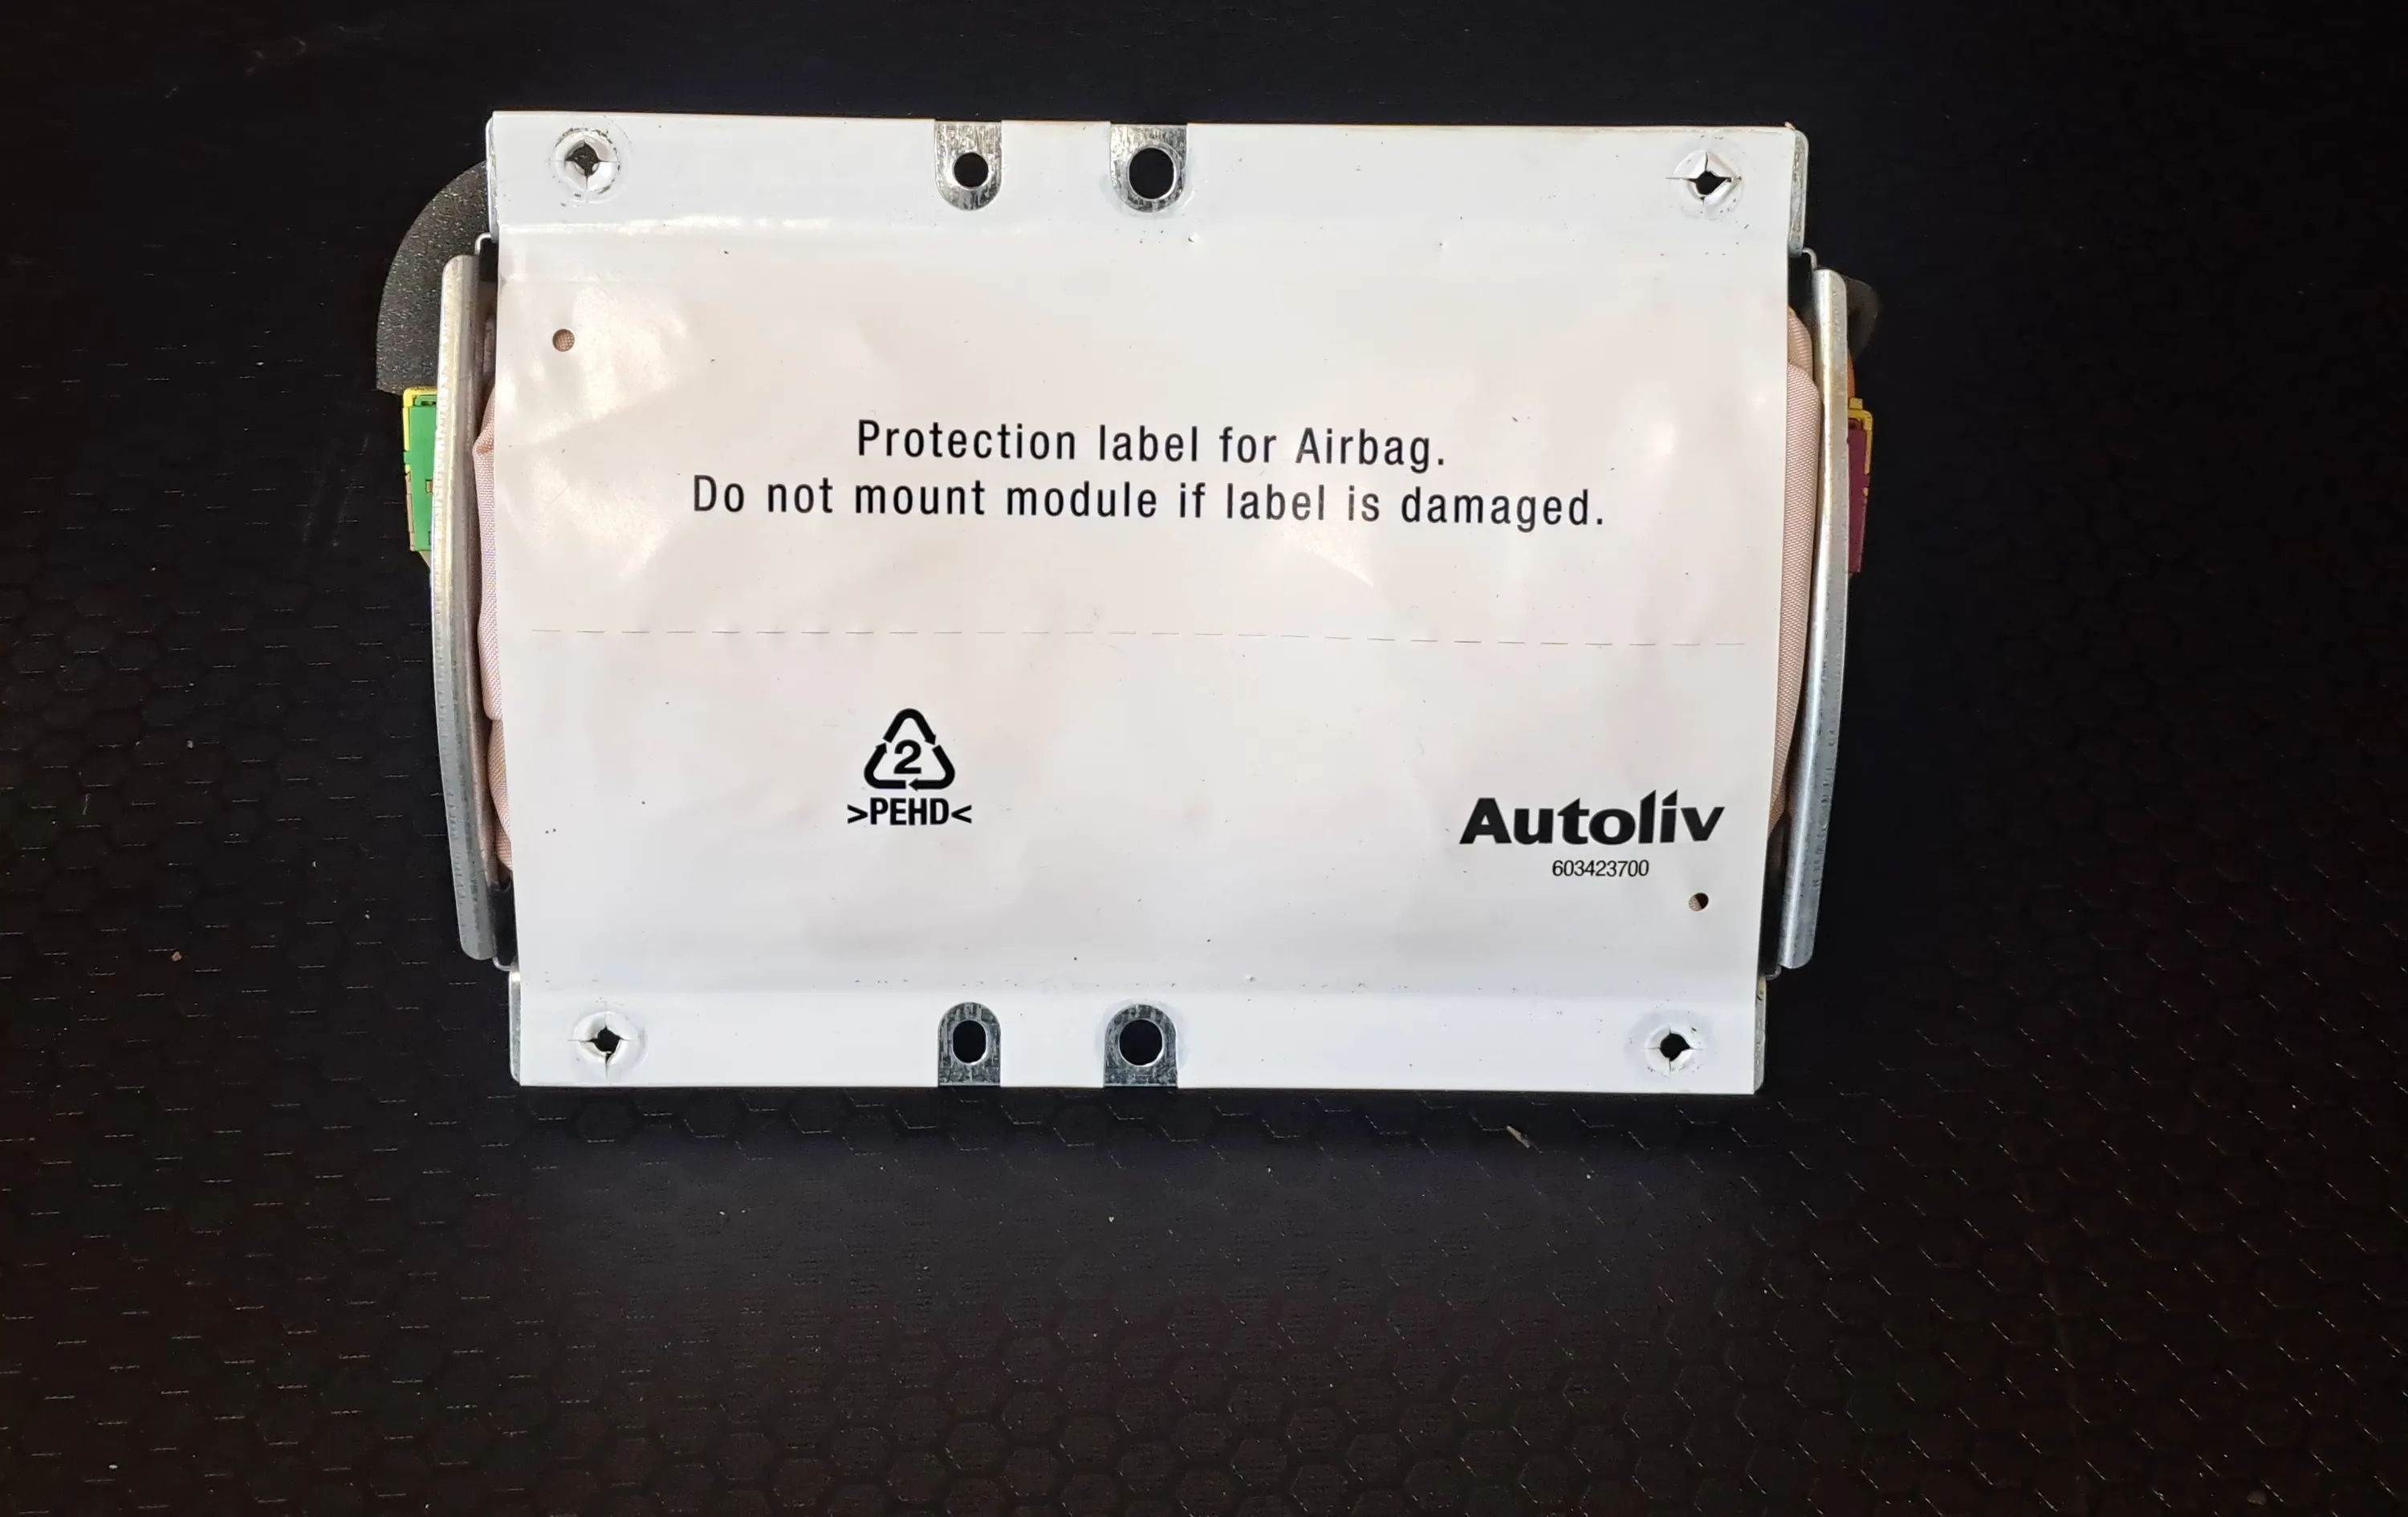 Protection label for Airbag.
Do not mount module if label is damaged.
2
>PEHD<
Autoliv
603423700